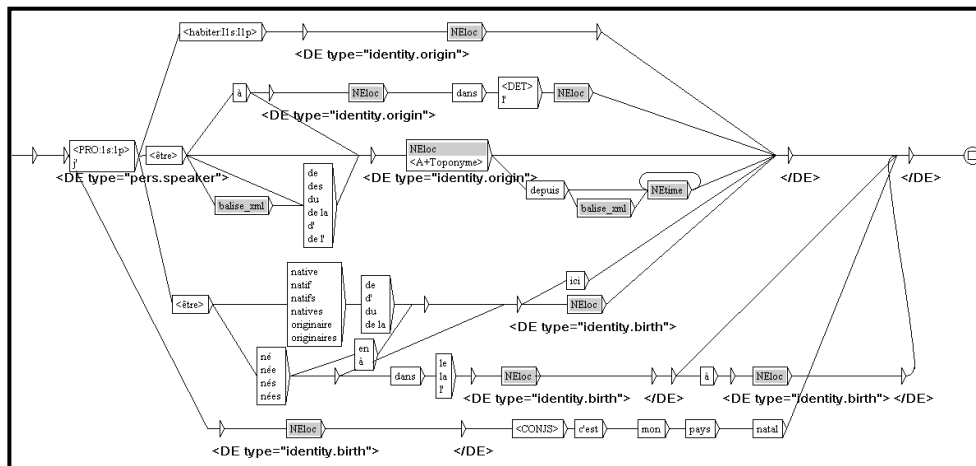 <habiter:I1s:I1p> NEloc
<DE type="identity.origin">
à NEloc dans <DET> NEloc
l'
<DE type="identity.origin">
<PRO:1s:1p> <être> NEloc </DE> </DE>
j' <A+Toponyme>
<DE type="pers.speaker"> <DE type="identity.origin">
de depuis NEtime
des
balise_xml du balise_xml
de la
d'
de l'
native ici
natif de
<être> natifs d' NEloc
natives du
originaire de la <DE type="identity.birth">
originaires
en
né à le
née dans la NEloc à NEloc
nés l'
nées <DE type="identity.birth"> </DE> <DE type="identity.birth"> </DE>
NEloc <CONJS> c'est mon pays natal
<DE type="identity.birth"> </DE>